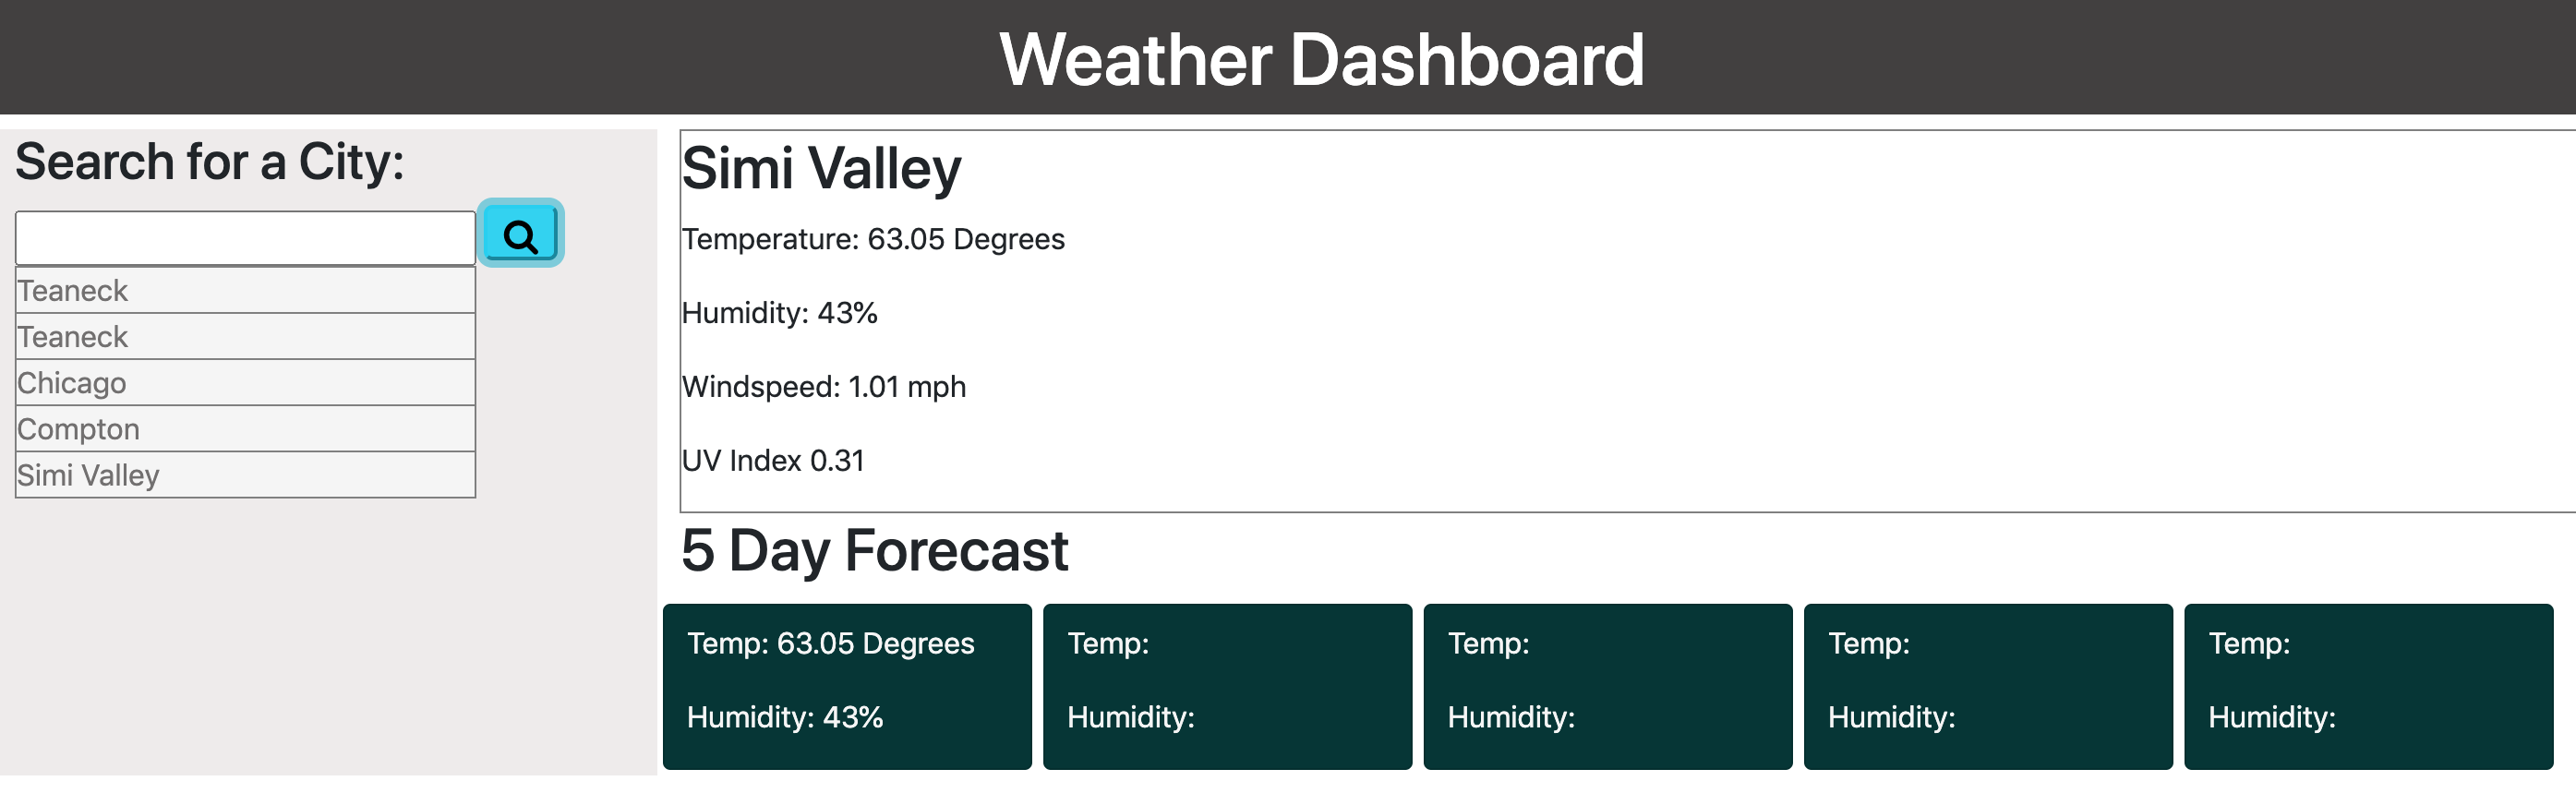 Weather Dashboard
Search for a City:
Teaneck
Teaneck
Chicago
Compton
Simi Valley
Simi Valley
Temperature: 63.05 Degrees
Humidity: 43%
Windspeed: 1.01 mph
UV Index 0.31
5 Day Forecast
Temp: 63.05 Degrees
Humidity: 43%
Temp:
Humidity:
Temp:
Humidity:
Temp:
Humidity:
Temp:
Humidity: